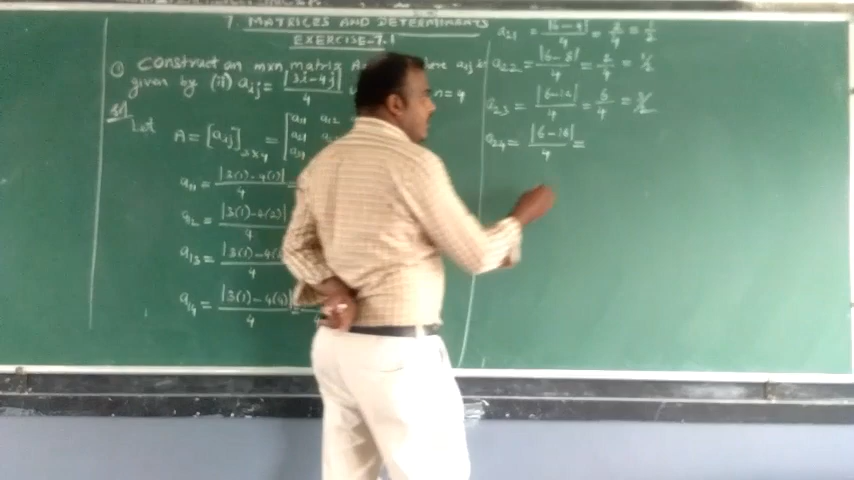 7. MATRICES AND DETERMINANTS
EXERCISE-7.1
① Construct an mxn matrix A aij is
given by (ii) aij = |3i-4j|/4 n=4
Sol
Let
A = [aij]3x4 = [a11 a12
a21
a31
a11 = |3(1)-4(1)|/4 =
a12 = |3(1)-4(2)|/4
a13 = |3(1)-4(/4
a14 = |3(1)-4(4)|/4 =
a21 = |6-4|/4 = 2/4 = 1/2
a22 = |6-8|/4 = 2/4 = 1/2
a23 = |6-12|/4 = 6/4 = 3/2
a24 = |6-16|/4 =